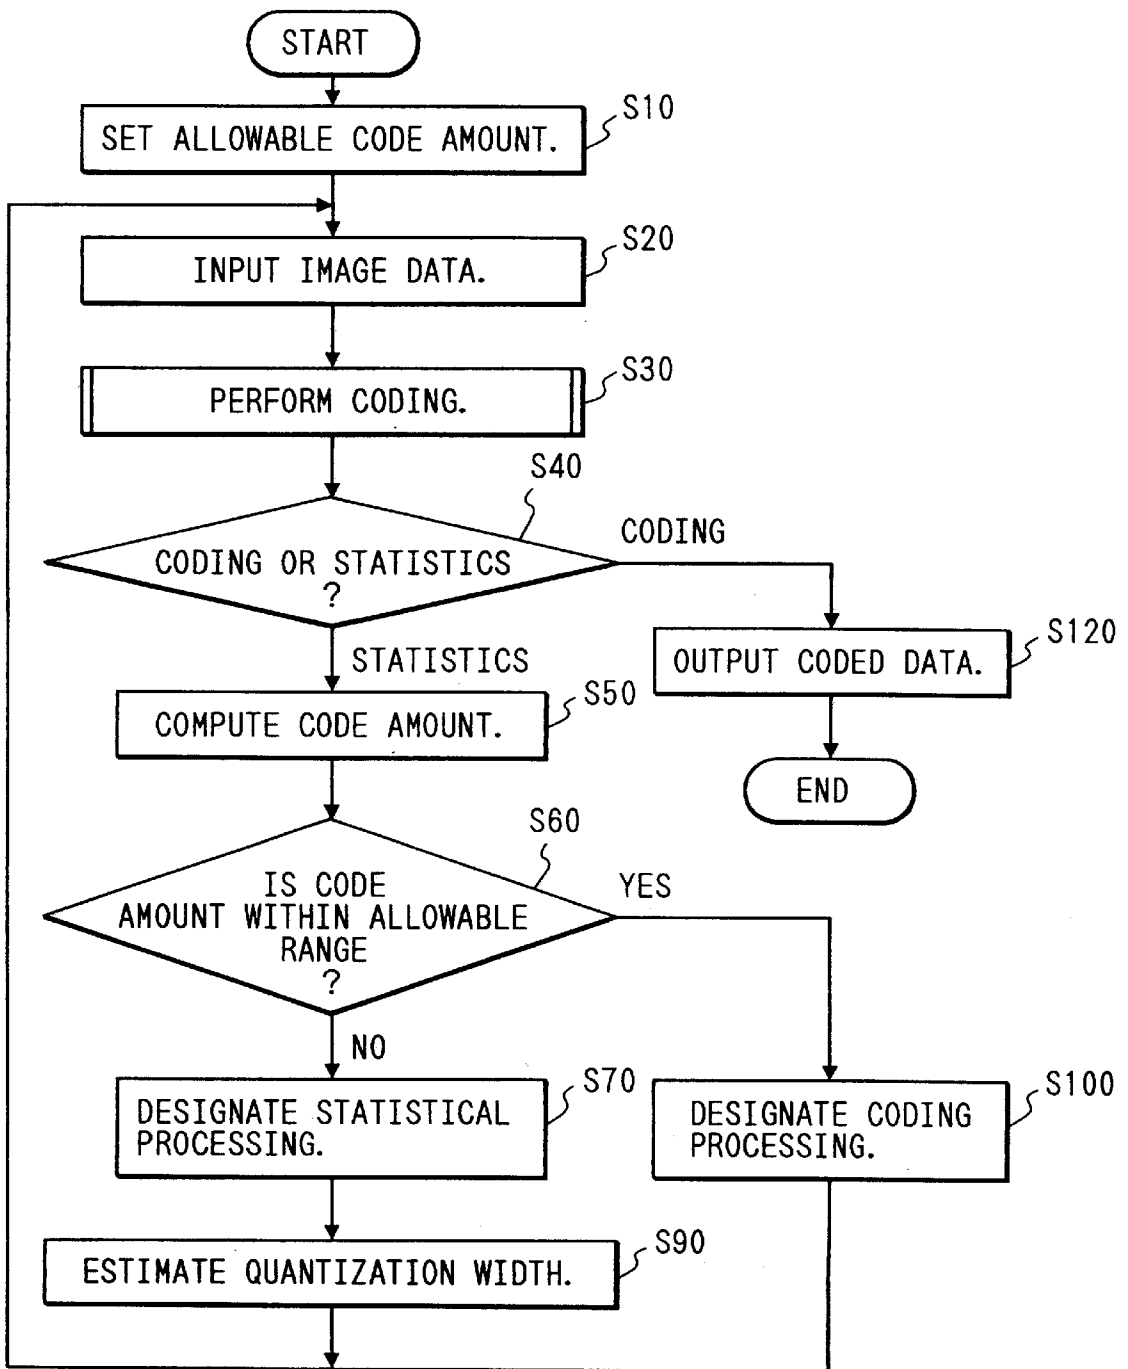 START
SET ALLOWABLE CODE AMOUNT.
S10
INPUT IMAGE DATA.
S20
PERFORM CODING.
S30
S40
CODING OR STATISTICS
?
CODING
STATISTICS
OUTPUT CODED DATA.
S120
COMPUTE CODE AMOUNT.
S50
END
S60
IS CODE
AMOUNT WITHIN ALLOWABLE
RANGE
?
YES
NO
DESIGNATE STATISTICAL
PROCESSING.
S70
DESIGNATE CODING
PROCESSING.
S100
ESTIMATE QUANTIZATION WIDTH.
S90